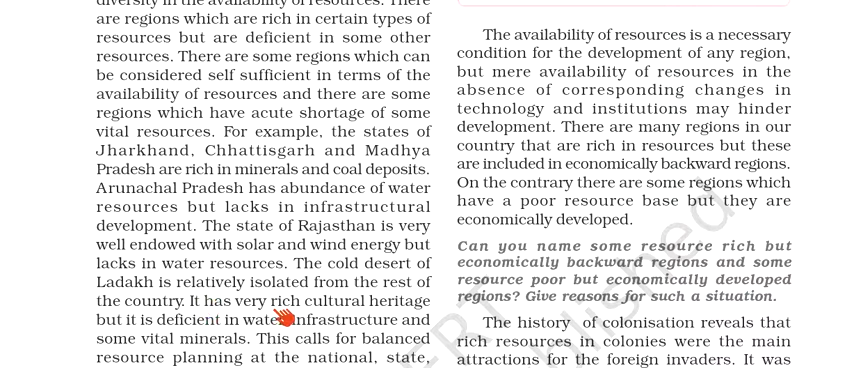 diversity in the availability of resources. There
are regions which are rich in certain types of
resources but are deficient in some other
resources. There are some regions which can
be considered self sufficient in terms of the
availability of resources and there are some
regions which have acute shortage of some
vital resources. For example, the states of
Jharkhand, Chhattisgarh and Madhya
Pradesh are rich in minerals and coal deposits.
Arunachal Pradesh has abundance of water
resources but lacks in infrastructural
development. The state of Rajasthan is very
well endowed with solar and wind energy but
lacks in water resources. The cold desert of
Ladakh is relatively isolated from the rest of
the country. It has very rich cultural heritage
but it is deficient in water, infrastructure and
some vital minerals. This calls for balanced
resource planning at the national, state,
The availability of resources is a necessary
condition for the development of any region,
but mere availability of resources in the
absence of corresponding changes in
technology and institutions may hinder
development. There are many regions in our
country that are rich in resources but these
are included in economically backward regions.
On the contrary there are some regions which
have a poor resource base but they are
economically developed.
Can you name some resource rich but
economically backward regions and some
resource poor but economically developed
regions? Give reasons for such a situation.
The history of colonisation reveals that
rich resources in colonies were the main
attractions for the foreign invaders. It was